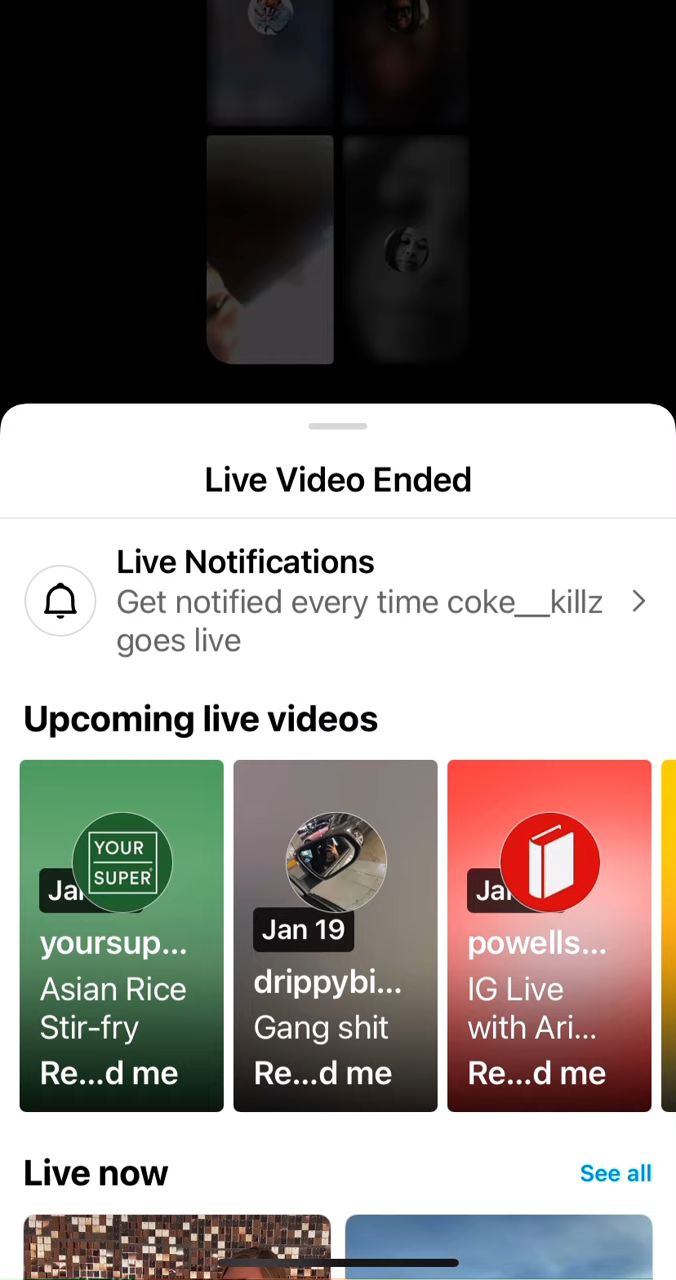 Live Video Ended
Live Notifications
Get notified every time coke__killz
goes live
Upcoming live videos
YOUR
SUPER
Ja
yoursup...
Asian Rice
Stir-fry
Re...d me
Jan 19
drippybi...
Gang shit
Re...d me
Ja
powells...
IG Live
with Ari...
Re...d me
Live now
See all